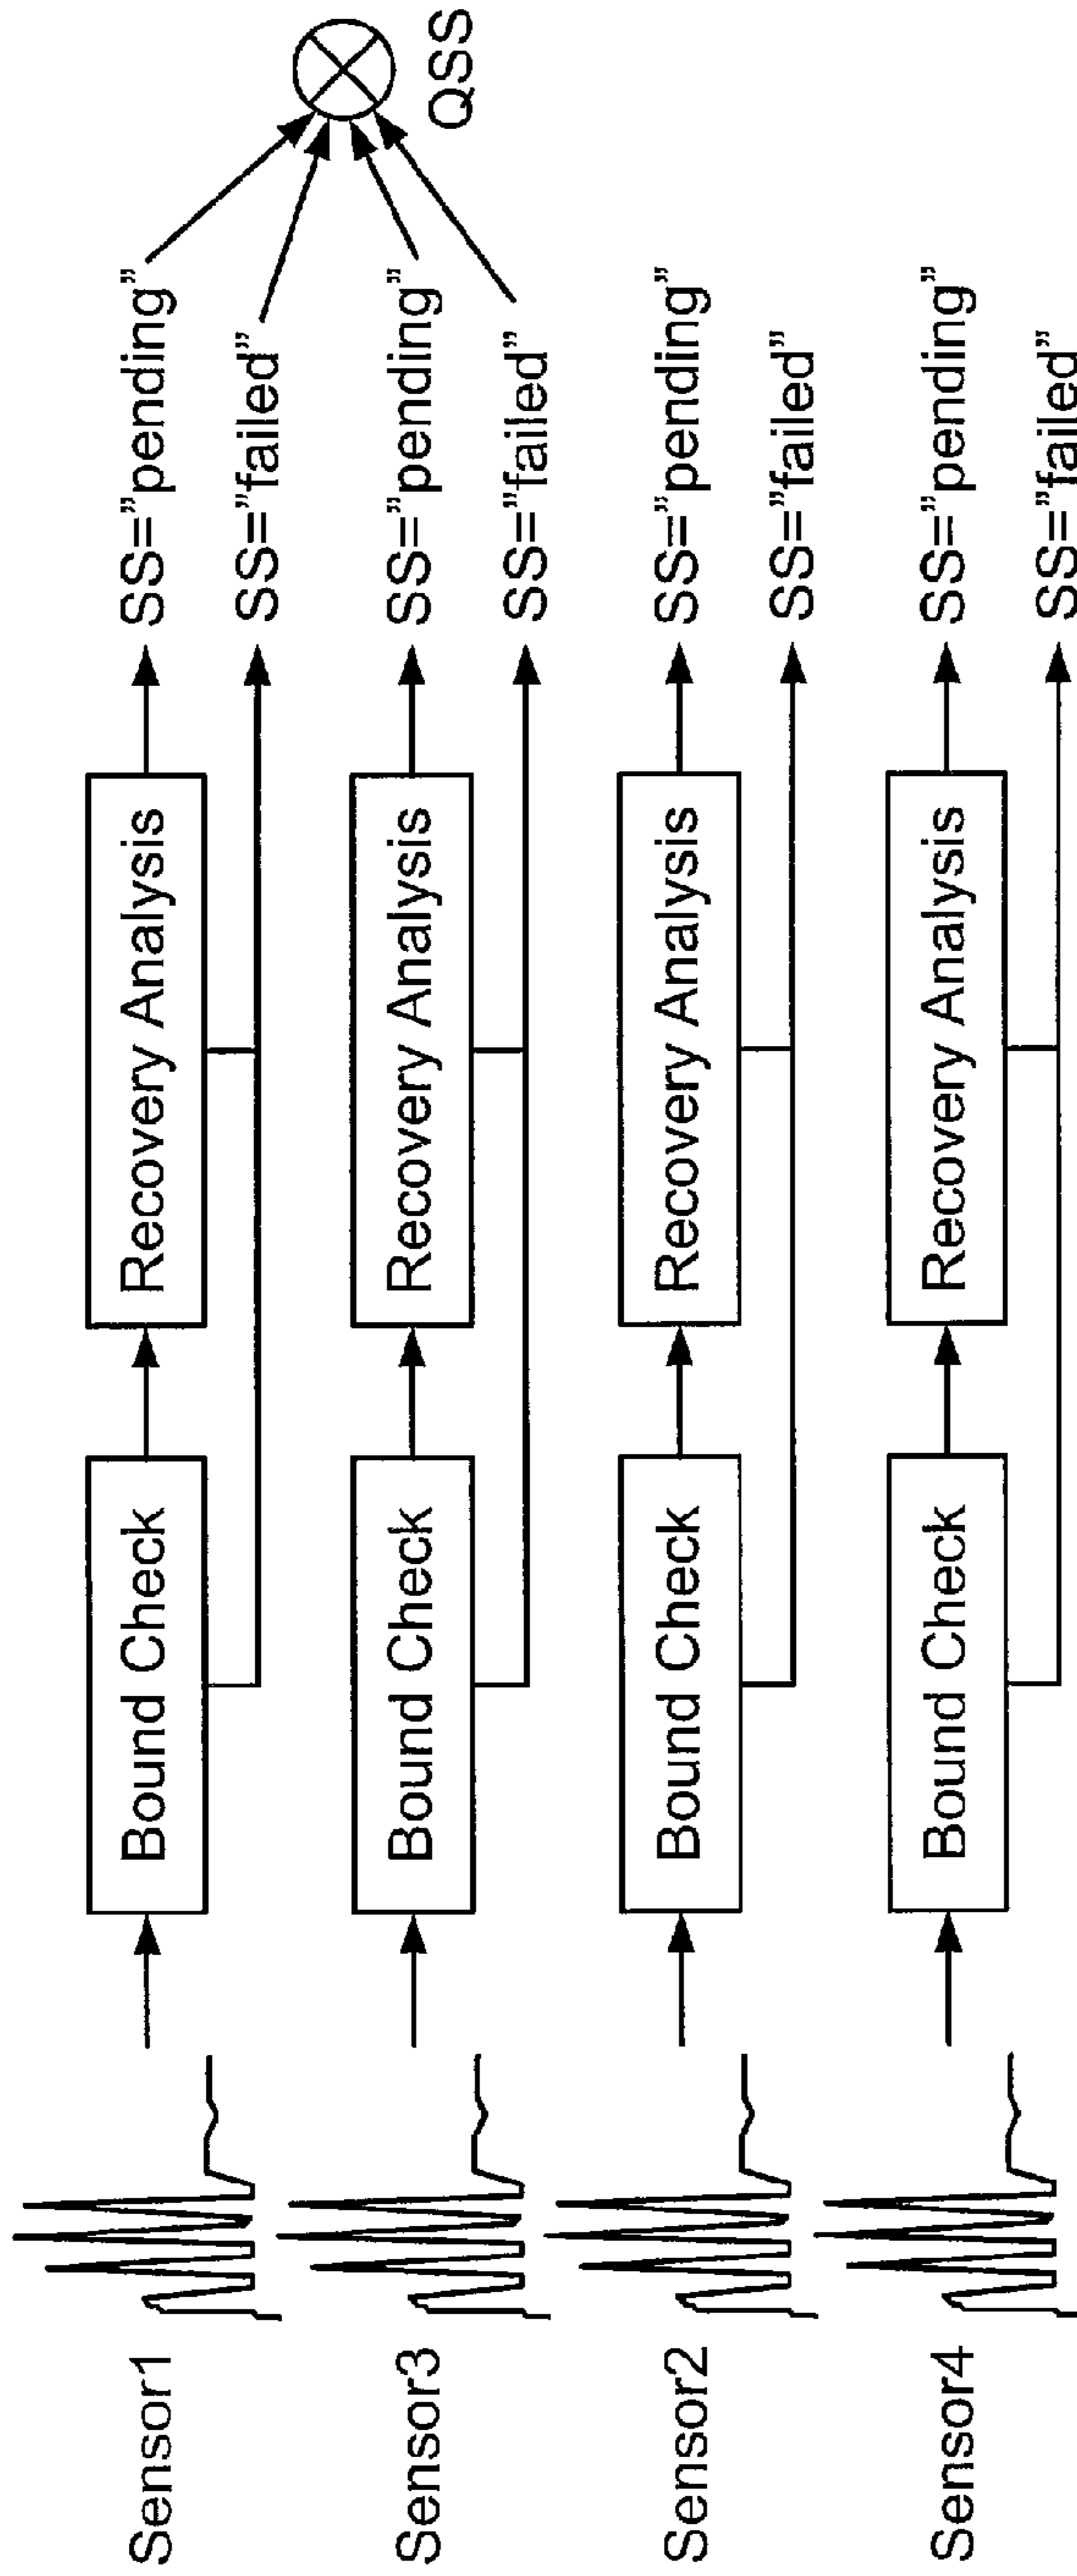 Sensor1
Bound Check
Recovery Analysis
SS=”pending”
SS=”failed”
QSS
Sensor3
Bound Check
Recovery Analysis
SS=”pending”
SS=”failed”
Sensor2
Bound Check
Recovery Analysis
SS=”pending”
SS=”failed”
Sensor4
Bound Check
Recovery Analysis
SS=”pending”
SS=”failed”